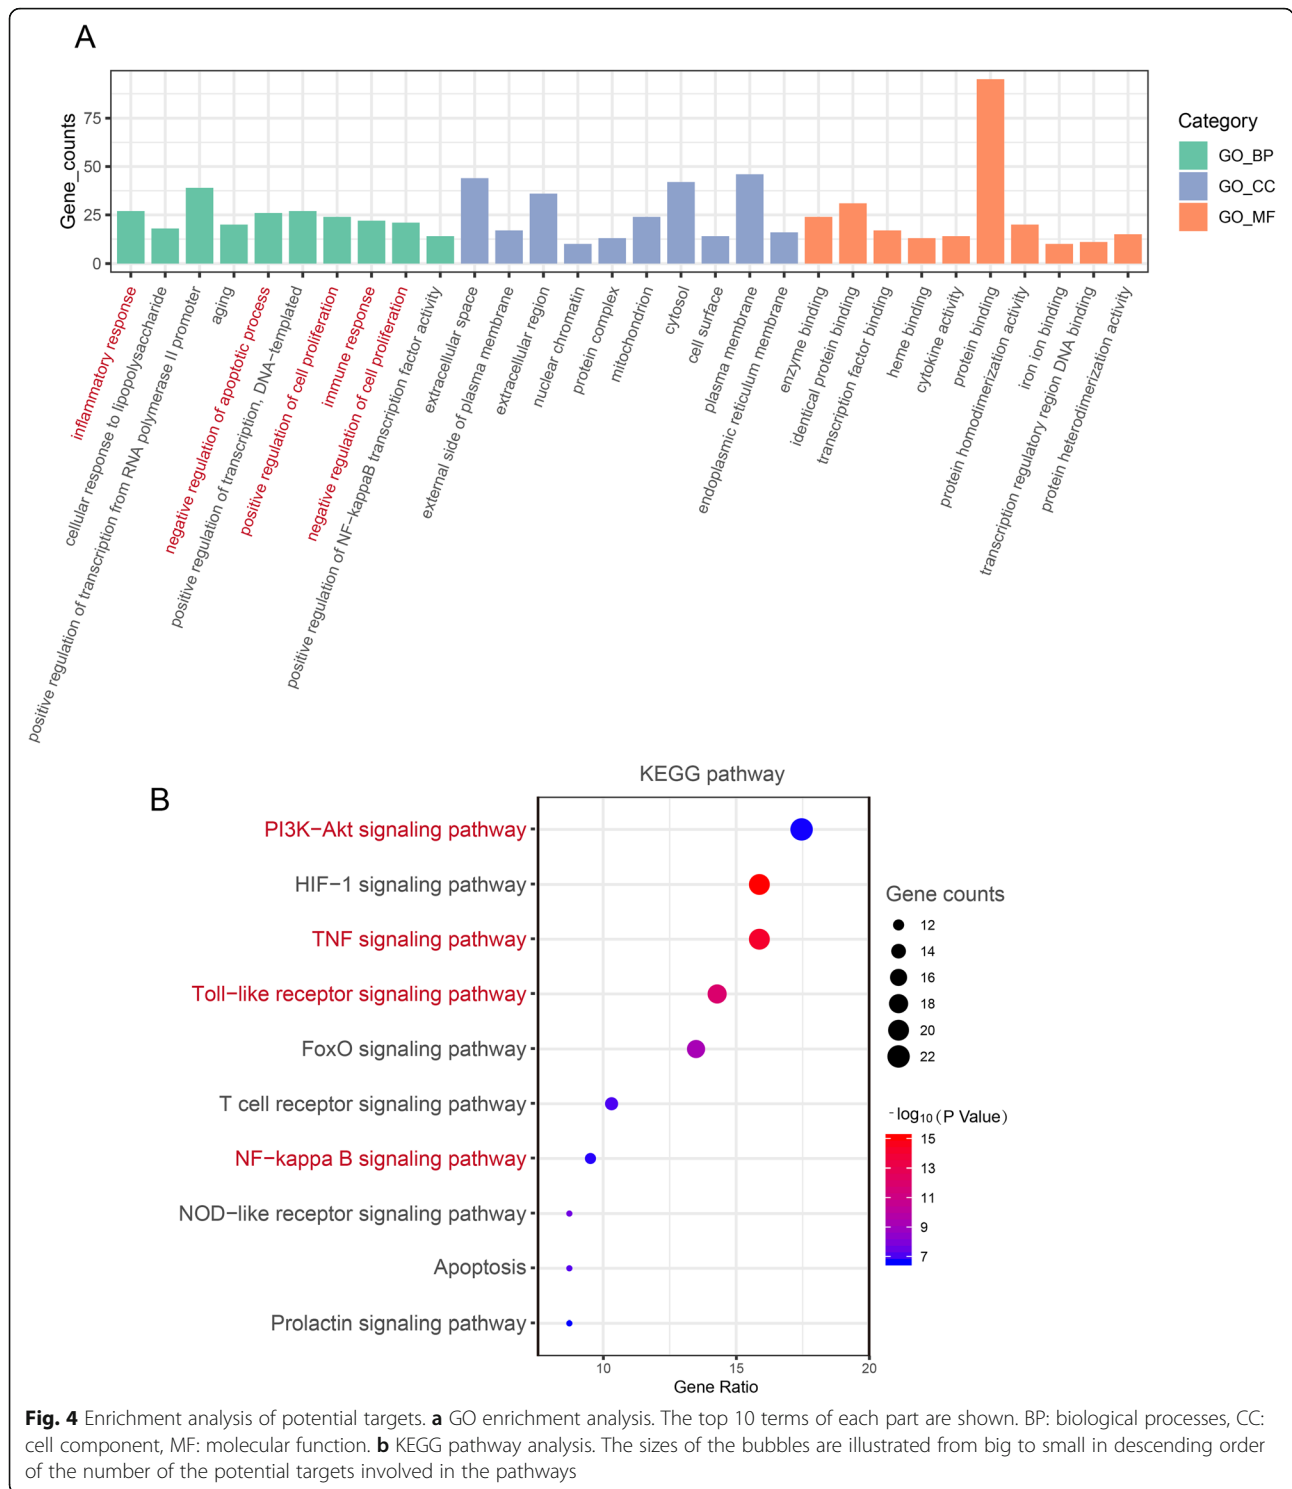 A
Gene_counts
75
50
25
0
Category
GO_BP
GO_CC
GO_MF
inflammatory response
cellular response to lipopolysaccharide
positive regulation of transcription from RNA polymerase II promoter
aging
negative regulation of apoptotic process
positive regulation of transcription, DNA−templated
positive regulation of cell proliferation
immune response
negative regulation of cell proliferation
positive regulation of NF−kappaB transcription factor activity
extracellular space
external side of plasma membrane
extracellular region
nuclear chromatin
protein complex
mitochondrion
cytosol
cell surface
plasma membrane
endoplasmic reticulum membrane
enzyme binding
identical protein binding
transcription factor binding
heme binding
cytokine activity
protein binding
protein homodimerization activity
iron ion binding
transcription regulatory region DNA binding
protein heterodimerization activity
B
KEGG pathway
PI3K−Akt signaling pathway
HIF−1 signaling pathway
TNF signaling pathway
Toll−like receptor signaling pathway
FoxO signaling pathway
T cell receptor signaling pathway
NF−kappa B signaling pathway
NOD−like receptor signaling pathway
Apoptosis
Prolactin signaling pathway
10
15
20
Gene Ratio
Gene counts
12
14
16
18
20
22
-log10(P Value)
15
13
11
9
7
Fig. 4 Enrichment analysis of potential targets. a GO enrichment analysis. The top 10 terms of each part are shown. BP: biological processes, CC:
cell component, MF: molecular function. b KEGG pathway analysis. The sizes of the bubbles are illustrated from big to small in descending order
of the number of the potential targets involved in the pathways